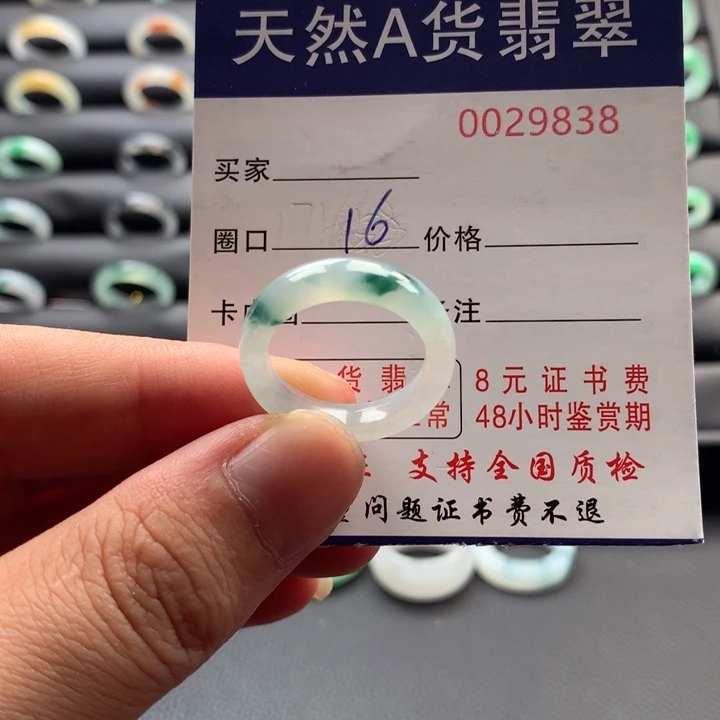 天然A货翡翠
0029838
买家
圈口 16 价格
卡 注
货翡 8元证书费
常 48小时鉴赏期
支持全国质检
问题证书费不退